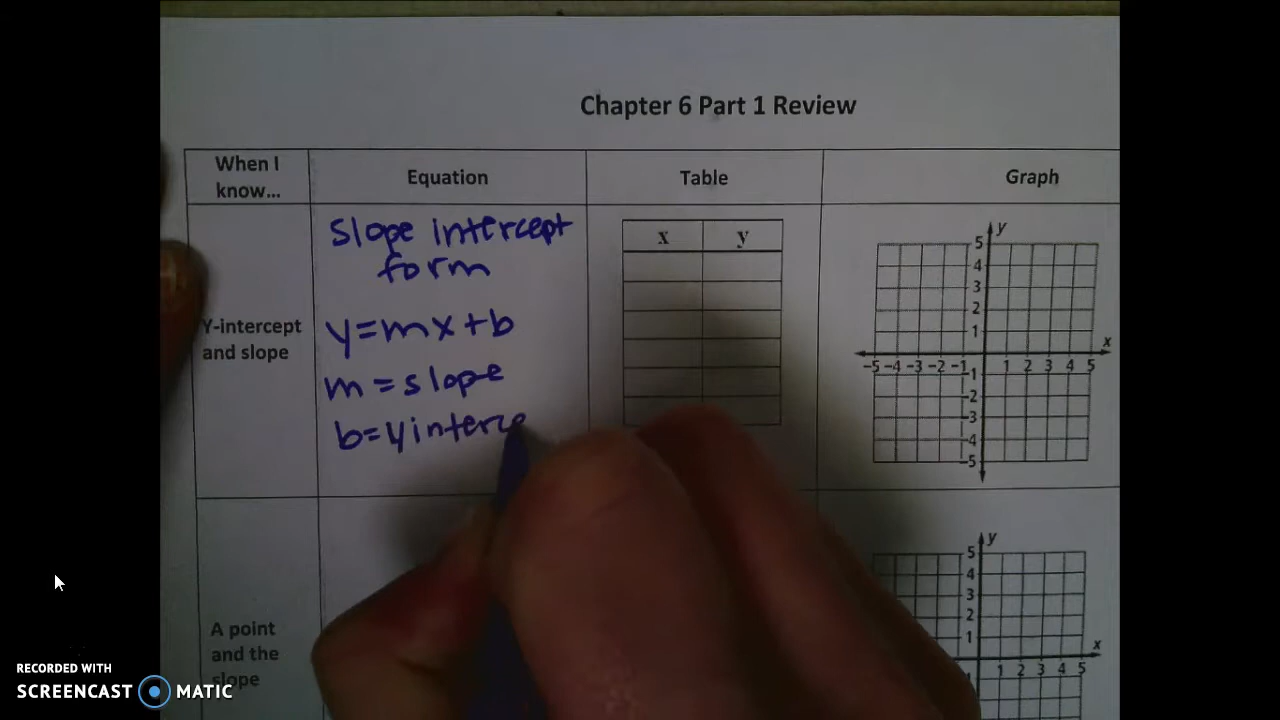 Chapter 6 Part 1 Review
When I
know...
Equation
Table
Graph
Y-intercept
and slope
Slope intercept
form
y=mx+b
m = slope
b=y interce
x y
y
5
4
3
2
1
x
-5 -4 -3 -2 -1 1 2 3 4 5
-1
-2
-3
-4
-5
A point
and the
slope
y
5
4
3
2
1
x
1 2 3 4 5
RECORDED WITH
SCREENCAST MATIC